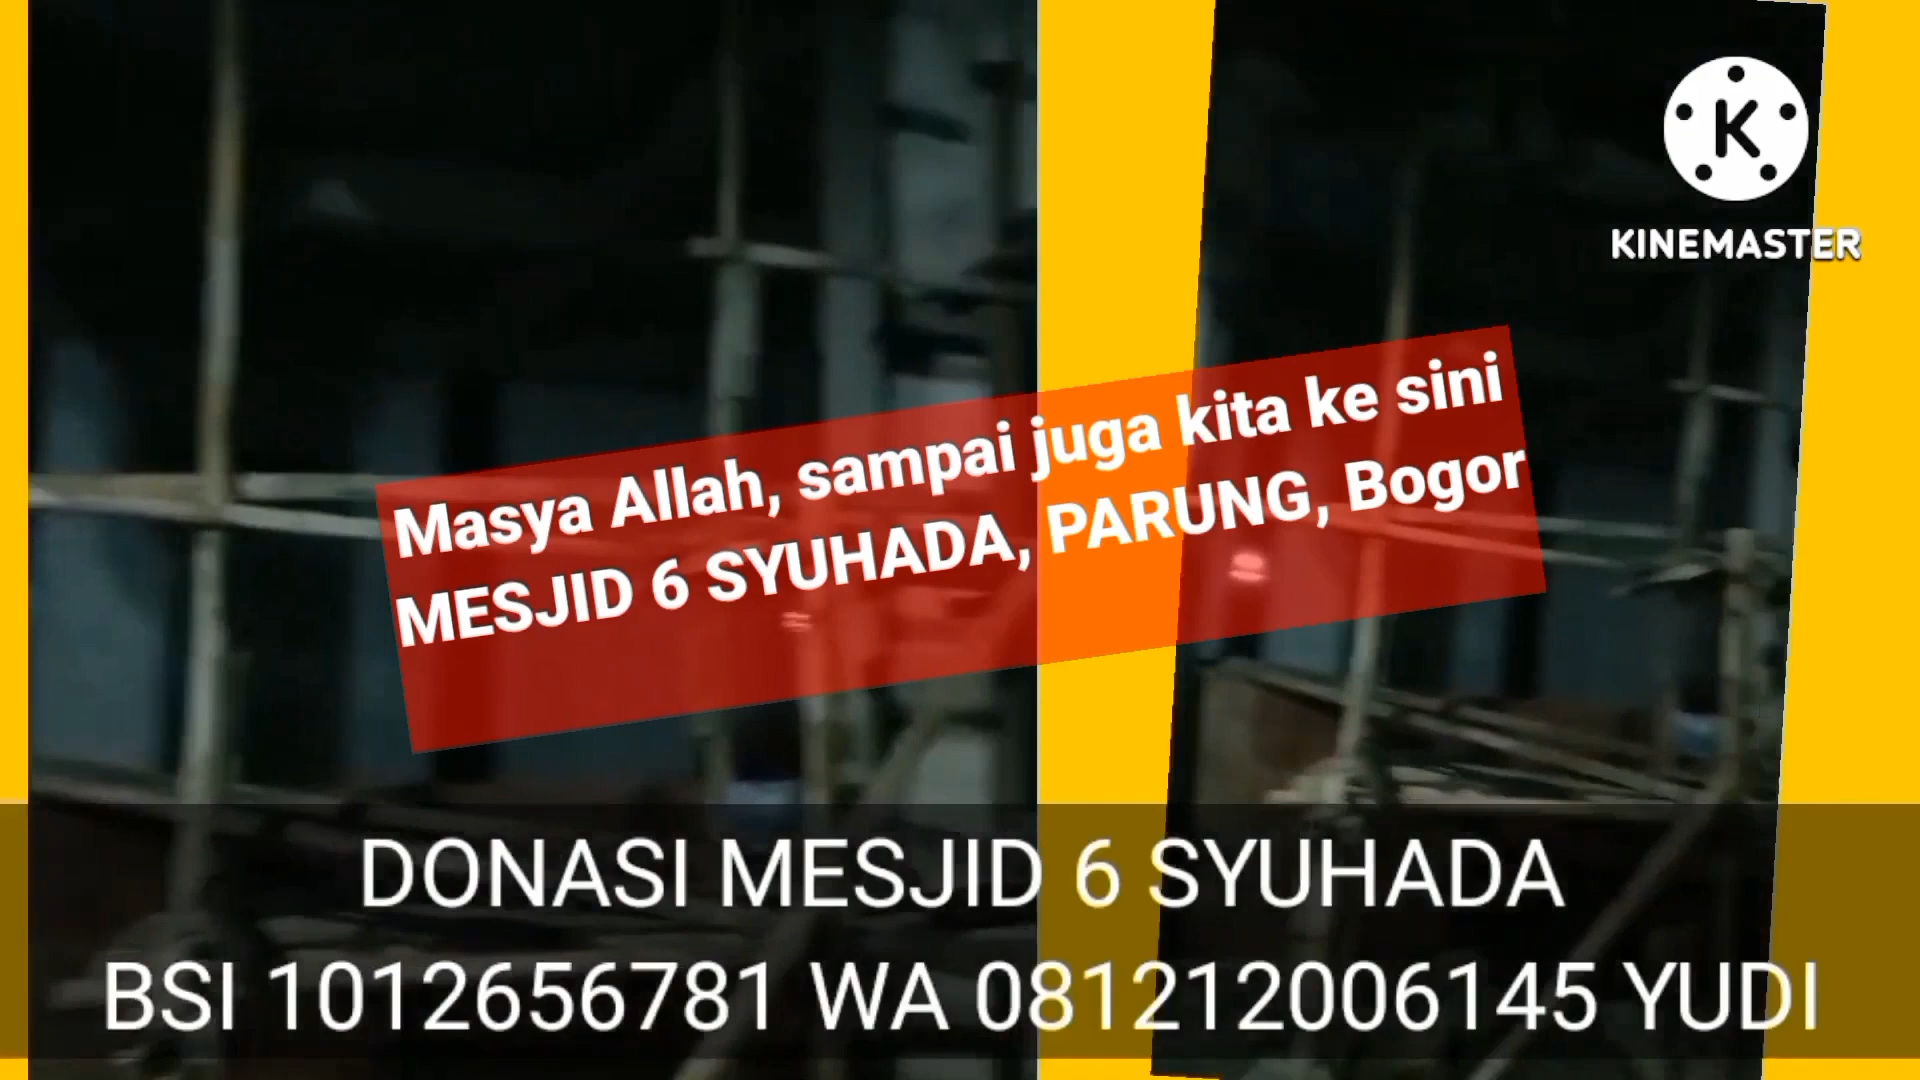 K
KINEMASTER
Masya Allah, sampai juga kita ke sini
MESJID 6 SYUHADA, PARUNG, Bogor
DONASI MESJID 6 SYUHADA
BSI 1012656781 WA 081212006145 YUDI